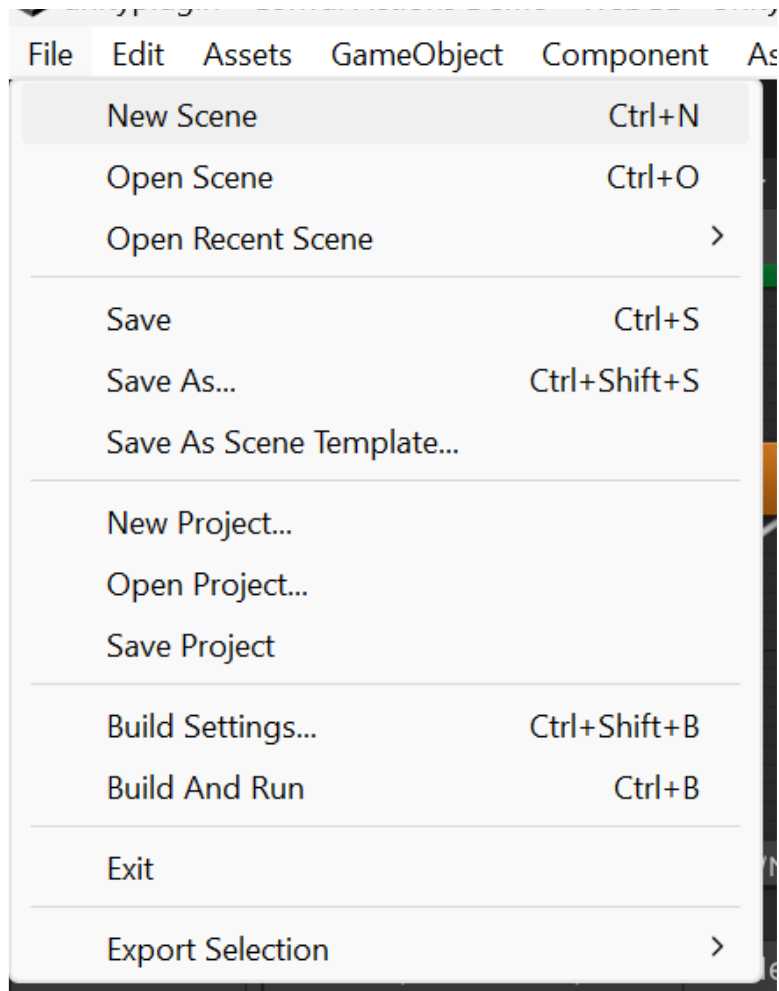 File Edit Assets GameObject Component As
New Scene Ctrl+N
Open Scene Ctrl+O
Open Recent Scene
Save Ctrl+S
Save As... Ctrl+Shift+S
Save As Scene Template...
New Project...
Open Project...
Save Project
Build Settings... Ctrl+Shift+B
Build And Run Ctrl+B
Exit
Export Selection